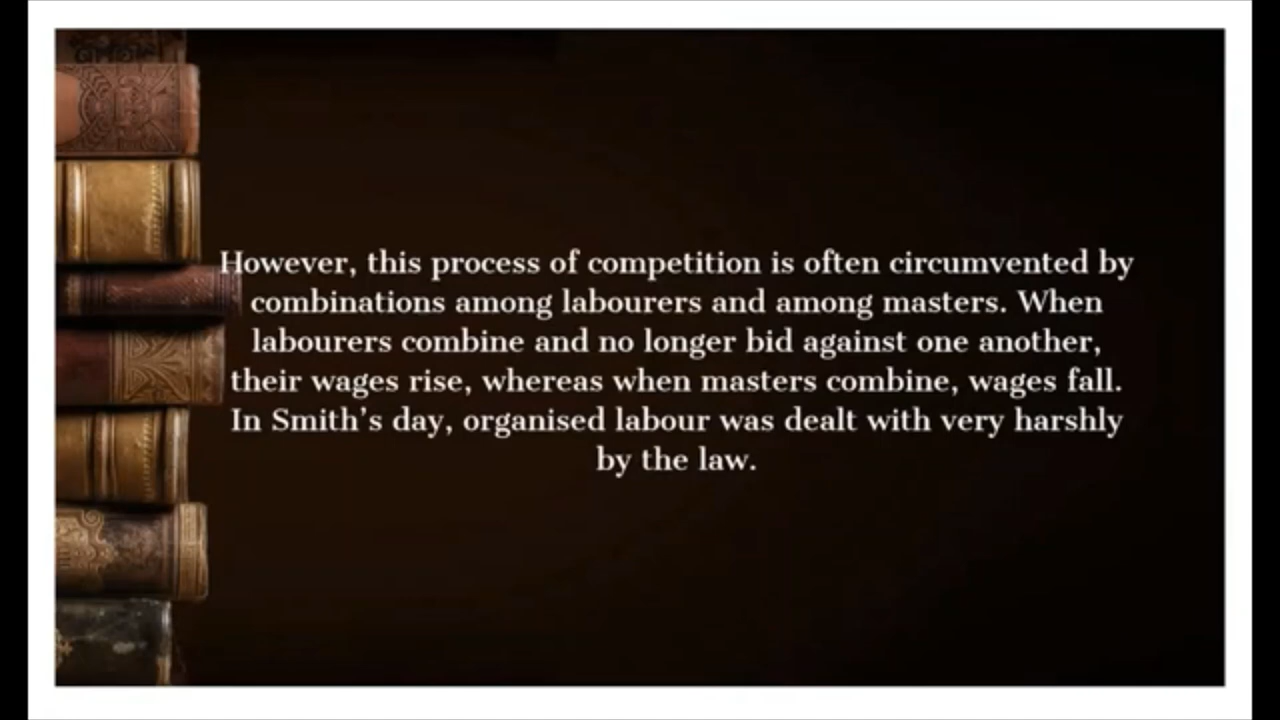 However, this process of competition is often circumvented by
combinations among labourers and among masters. When
labourers combine and no longer bid against one another,
their wages rise, whereas when masters combine, wages fall.
In Smith's day, organised labour was dealt with very harshly
by the law.